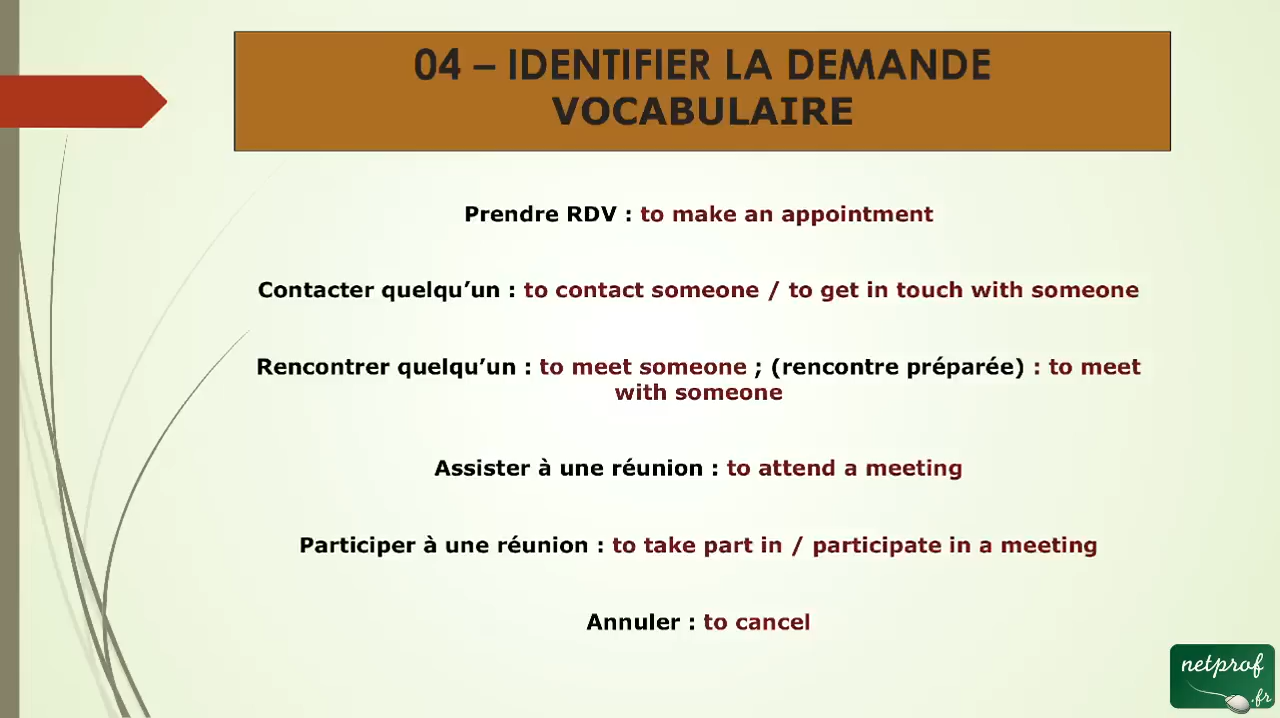 04 – IDENTIFIER LA DEMANDE
VOCABULAIRE
Prendre RDV : to make an appointment
Contacter quelqu’un : to contact someone / to get in touch with someone
Rencontrer quelqu’un : to meet someone ; (rencontre préparée) : to meet
with someone
Assister à une réunion : to attend a meeting
Participer à une réunion : to take part in / participate in a meeting
Annuler : to cancel
netprof
.fr